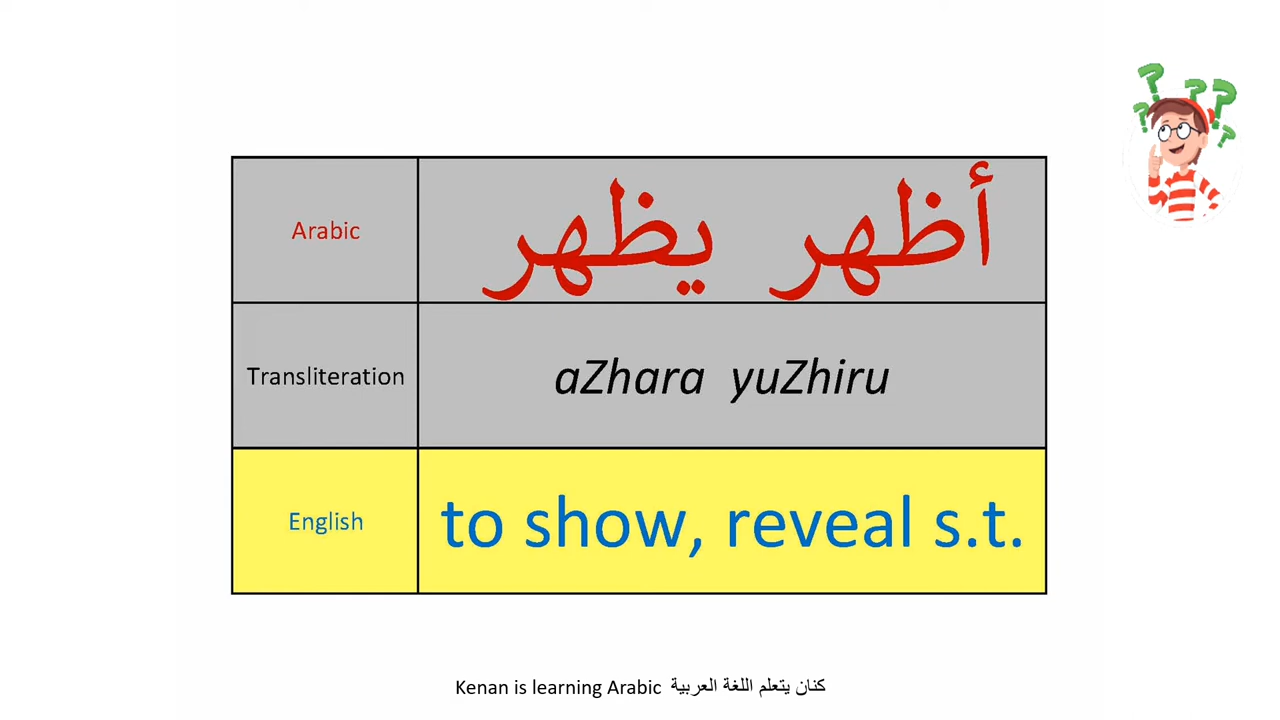 Arabic
أظهر يظهر
Transliteration
aZhara yuZhiru
English
to show, reveal s.t.
Kenan is learning Arabic كنان يتعلم اللغة العربية